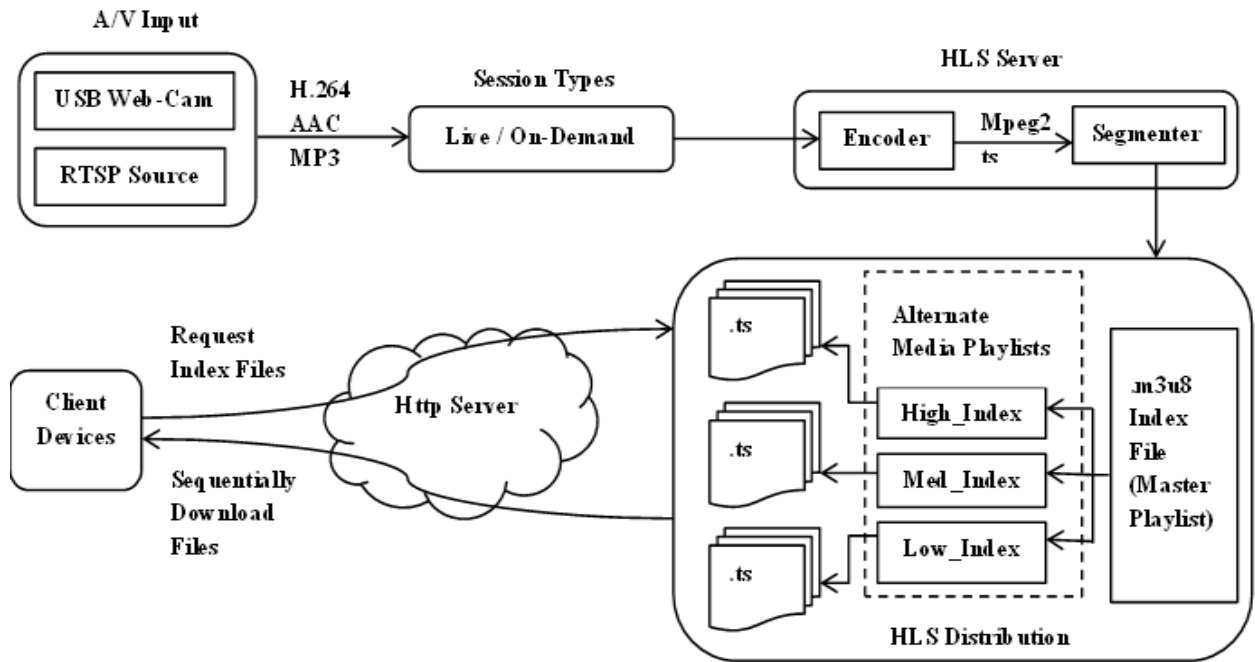 A/V Input
USB Web-Cam
RTSP Source
H.264
AAC
MP3
Session Types
Live / On-Demand
HLS Server
Encoder
Mpeg2
ts
Segmenter
Client
Devices
Request
Index Files
Http Server
Sequentially
Download
Files
.ts
.ts
.ts
Alternate
Media Playlists
High_Index
Med_Index
Low_Index
.m3u8
Index
File
(Master
Playlist)
HLS Distribution